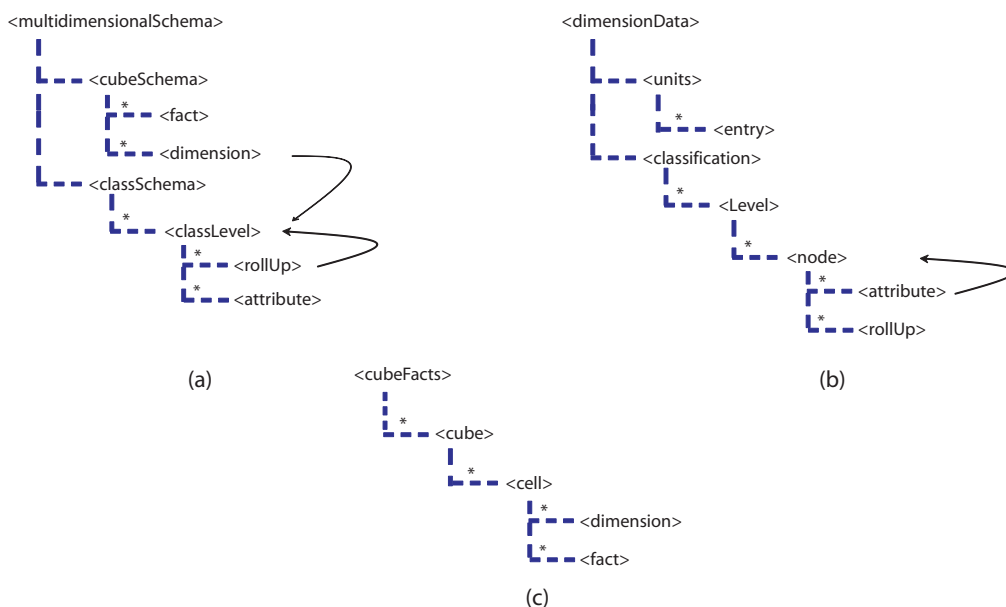 <multidimensionalSchema>
<cubeSchema>
*
<fact>
*
<dimension>
<classSchema>
*
<classLevel>
*
<rollUp>
*
<attribute>
(a)
<dimensionData>
<units>
*
<entry>
<classification>
*
<Level>
*
<node>
*
<attribute>
*
<rollUp>
(b)
<cubeFacts>
*
<cube>
*
<cell>
*
<dimension>
*
<fact>
(c)